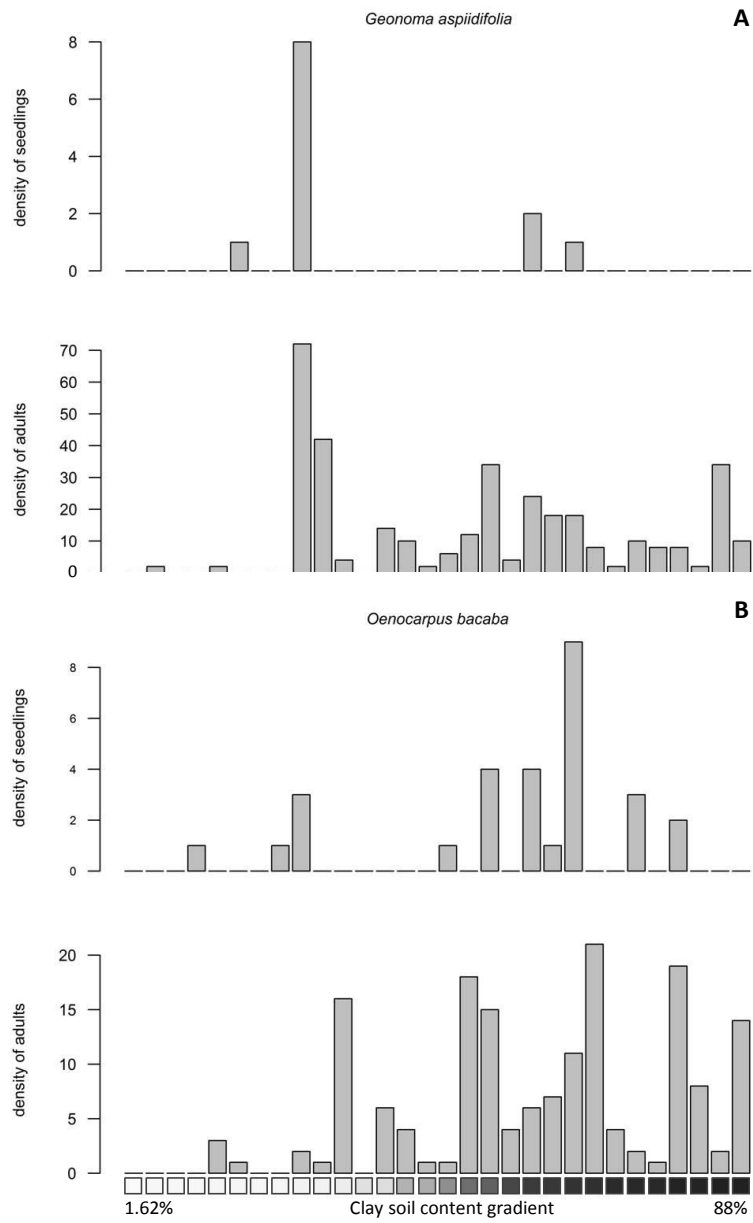 Geonoma aspiidifolia
A
density of seedlings
8
6
4
2
0
density of adults
70
60
50
40
30
20
10
0
B
Oenocarpus bacaba
density of seedlings
8
6
4
2
0
density of adults
20
15
10
5
0
1.62% Clay soil content gradient 88%